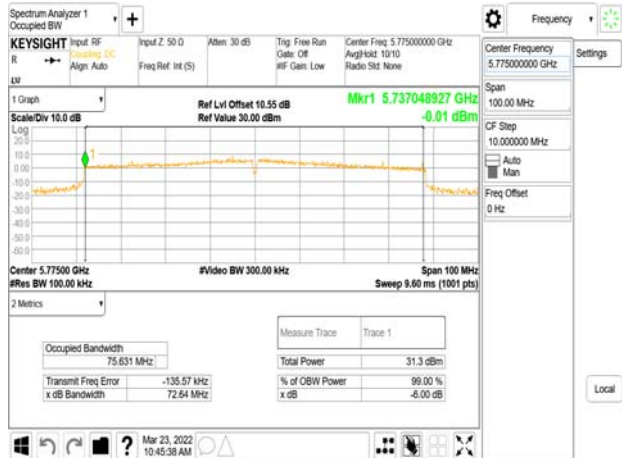 Spectrum Analyzer 1
Occupied BW
Frequency
KEYSIGHT Input: RF Input Z: 50 Ω Atten: 30 dB Trig: Free Run Center Freq: 5.775000000 GHz
R Coupling: DC Gate: Off Avg|Hold: 10/10
Align: Auto Freq Ref: Int (S) #IF Gain: Low Radio Std: None
LXI
Center Frequency
5.775000000 GHz
Settings
Span
100.00 MHz
CF Step
10.000000 MHz
Auto
Man
Freq Offset
0 Hz
Local
1 Graph
Ref Lvl Offset 10.55 dB Mkr1 5.737048927 GHz
Scale/Div 10.0 dB Ref Value 30.00 dBm -0.01 dBm
Log
20.0
10.0
0.00
-10.0
-20.0
-30.0
-40.0
-50.0
-60.0
1
Center 5.77500 GHz #Video BW 300.00 kHz Span 100 MHz
#Res BW 100.00 kHz Sweep 9.60 ms (1001 pts)
2 Metrics
Measure Trace Trace 1
Occupied Bandwidth
75.631 MHz Total Power 31.3 dBm
Transmit Freq Error -135.57 kHz % of OBW Power 99.00 %
x dB Bandwidth 72.64 MHz x dB -6.00 dB
Mar 23, 2022
10:45:38 AM